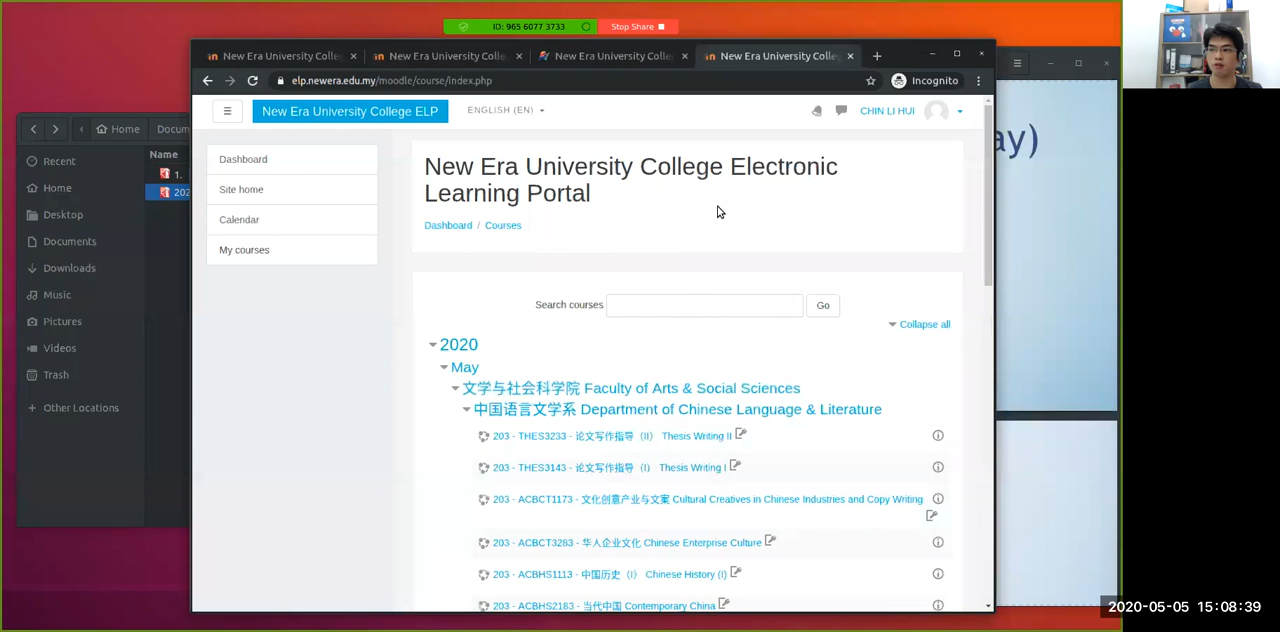 ID: 965 6077 3733
Stop Share
New Era University Colle
New Era University Colle
New Era University Colle
New Era University Colle
elp.newera.edu.my/moodle/course/index.php
Incognito
New Era University College ELP
ENGLISH (EN)
CHIN LI HUI
Home
Docum
Name
Recent
1.
Home
202
Desktop
Documents
Downloads
Music
Pictures
Videos
Trash
Other Locations
Dashboard
Site home
Calendar
My courses
New Era University College Electronic
Learning Portal
Dashboard / Courses
Search courses
Go
Collapse all
2020
May
文学与社会科学院 Faculty of Arts & Social Sciences
中国语言文学系 Department of Chinese Language & Literature
203 - THES3233 - 论文写作指导（II） Thesis Writing II
203 - THES3143 - 论文写作指导（I） Thesis Writing I
203 - ACBCT1173 - 文化创意产业与文案 Cultural Creatives in Chinese Industries and Copy Writing
203 - ACBCT3283 - 华人企业文化 Chinese Enterprise Culture
203 - ACBHS1113 - 中国历史（I） Chinese History (I)
203 - ACBHS2183 - 当代中国 Contemporary China
ay)
2020-05-05 15:08:39